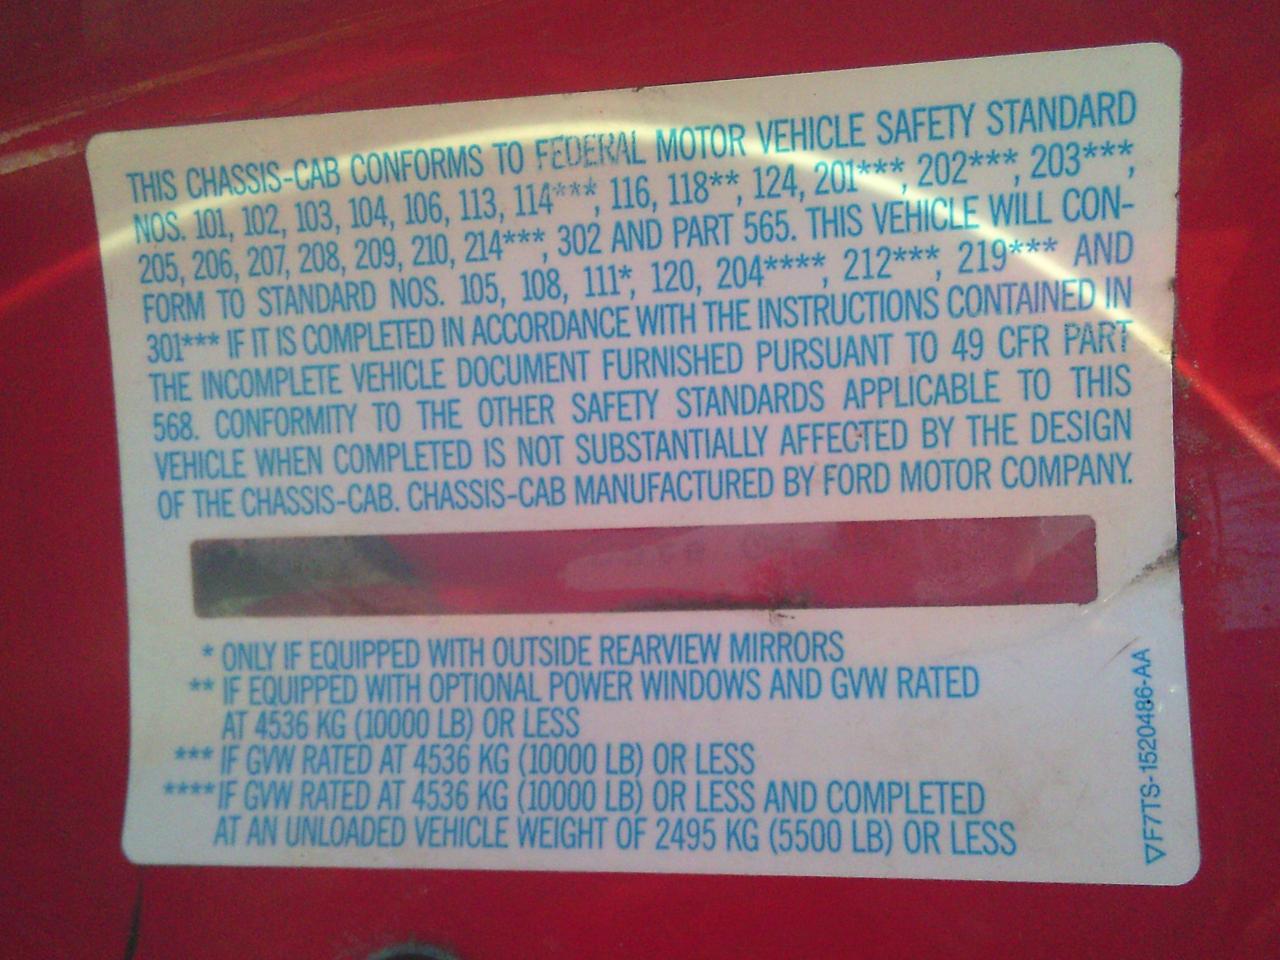 THIS CHASSIS-CAB CONFORMS TO FEDERAL MOTOR VEHICLE SAFETY STANDARD
NOS. 101, 102, 103, 104, 106, 113, 114***, 116, 118**, 124, 201***, 202***, 203***,
205, 206, 207, 208, 209, 210, 214***, 302 AND PART 565. THIS VEHICLE WILL CON-
FORM TO STANDARD NOS. 105, 108, 111*, 120, 204****, 212***, 219*** AND
301*** IF IT IS COMPLETED IN ACCORDANCE WITH THE INSTRUCTIONS CONTAINED IN
THE INCOMPLETE VEHICLE DOCUMENT FURNISHED PURSUANT TO 49 CFR PART
568. CONFORMITY TO THE OTHER SAFETY STANDARDS APPLICABLE TO THIS
VEHICLE WHEN COMPLETED IS NOT SUBSTANTIALLY AFFECTED BY THE DESIGN
OF THE CHASSIS-CAB. CHASSIS-CAB MANUFACTURED BY FORD MOTOR COMPANY.
* ONLY IF EQUIPPED WITH OUTSIDE REARVIEW MIRRORS
** IF EQUIPPED WITH OPTIONAL POWER WINDOWS AND GVW RATED
AT 4536 KG (10000 LB) OR LESS
*** IF GVW RATED AT 4536 KG (10000 LB) OR LESS
**** IF GVW RATED AT 4536 KG (10000 LB) OR LESS AND COMPLETED
AT AN UNLOADED VEHICLE WEIGHT OF 2495 KG (5500 LB) OR LESS
▽F7TS-1520486-AA